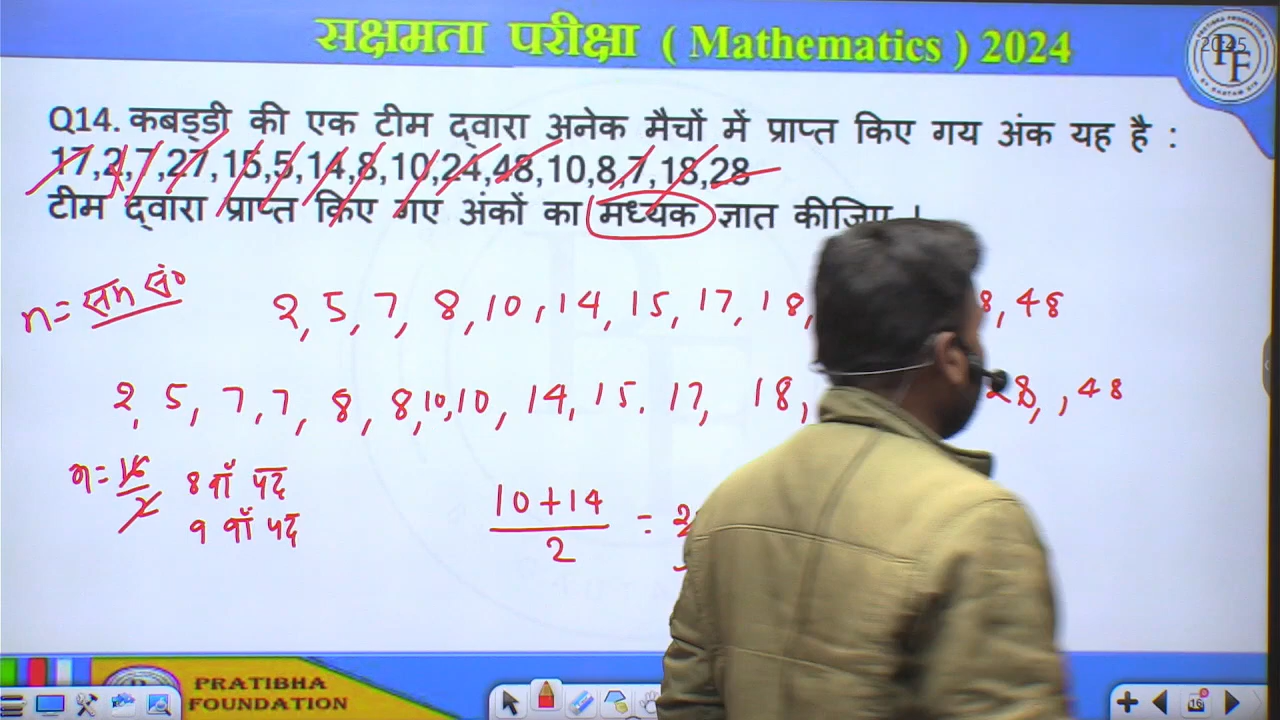 सक्षमता परीक्षा ( Mathematics ) 2024
Q14. कबड्डी की एक टीम द्वारा अनेक मैचों में प्राप्त किए गय अंक यह है :
17,2,7,27,15,5,14,8,10,24,48,10,8,7,18,28
टीम द्वारा प्राप्त किए गए अंकों का मध्यक ज्ञात कीजिए ।
n= सम सं०
2, 5, 7, 8, 10, 14, 15, 17, 18, 8, 48
2, 5, 7, 7, 8, 8, 10, 10, 14, 15. 17, 18, 28, , 48
n= 16/2 8 वाँ पद
9 वाँ पद
10+14/2 = 2
PRATIBHA
FOUNDATION
16
PF